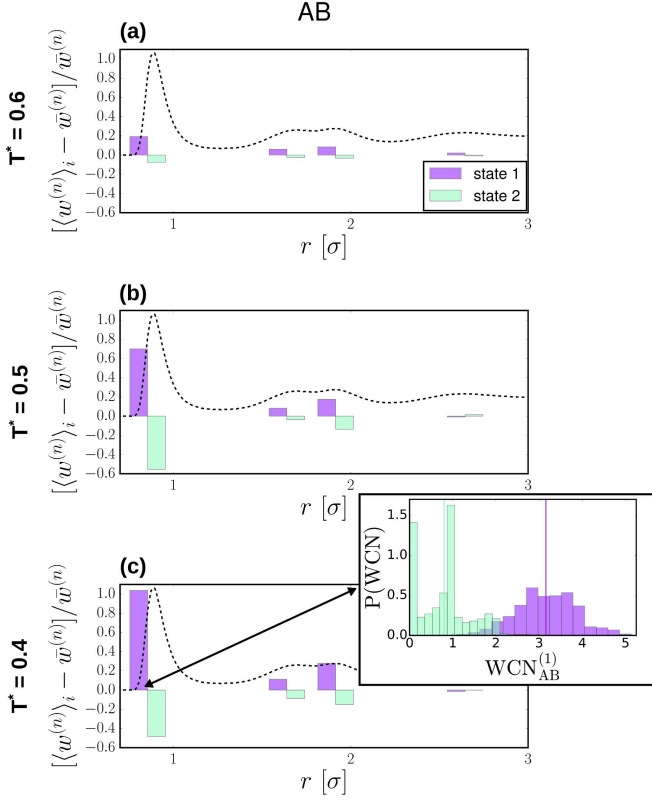 AB
(a)
T* = 0.6
[⟨w⁽ⁿ⁾⟩ᵢ − w̄⁽ⁿ⁾]/w̄⁽ⁿ⁾
1.0
0.8
0.6
0.4
0.2
0.0
−0.2
−0.4
−0.6
state 1
state 2
1 2 3
r [σ]
(b)
T* = 0.5
[⟨w⁽ⁿ⁾⟩ᵢ − w̄⁽ⁿ⁾]/w̄⁽ⁿ⁾
1.0
0.8
0.6
0.4
0.2
0.0
−0.2
−0.4
−0.6
1 2 3
r [σ]
(c)
T* = 0.4
[⟨w⁽ⁿ⁾⟩ᵢ − w̄⁽ⁿ⁾]/w̄⁽ⁿ⁾
1.0
0.8
0.6
0.4
0.2
0.0
−0.2
−0.4
−0.6
1 2 3
r [σ]
P(WCN)
1.5
1.0
0.5
0.0
0 1 2 3 4 5
WCN_AB^(1)